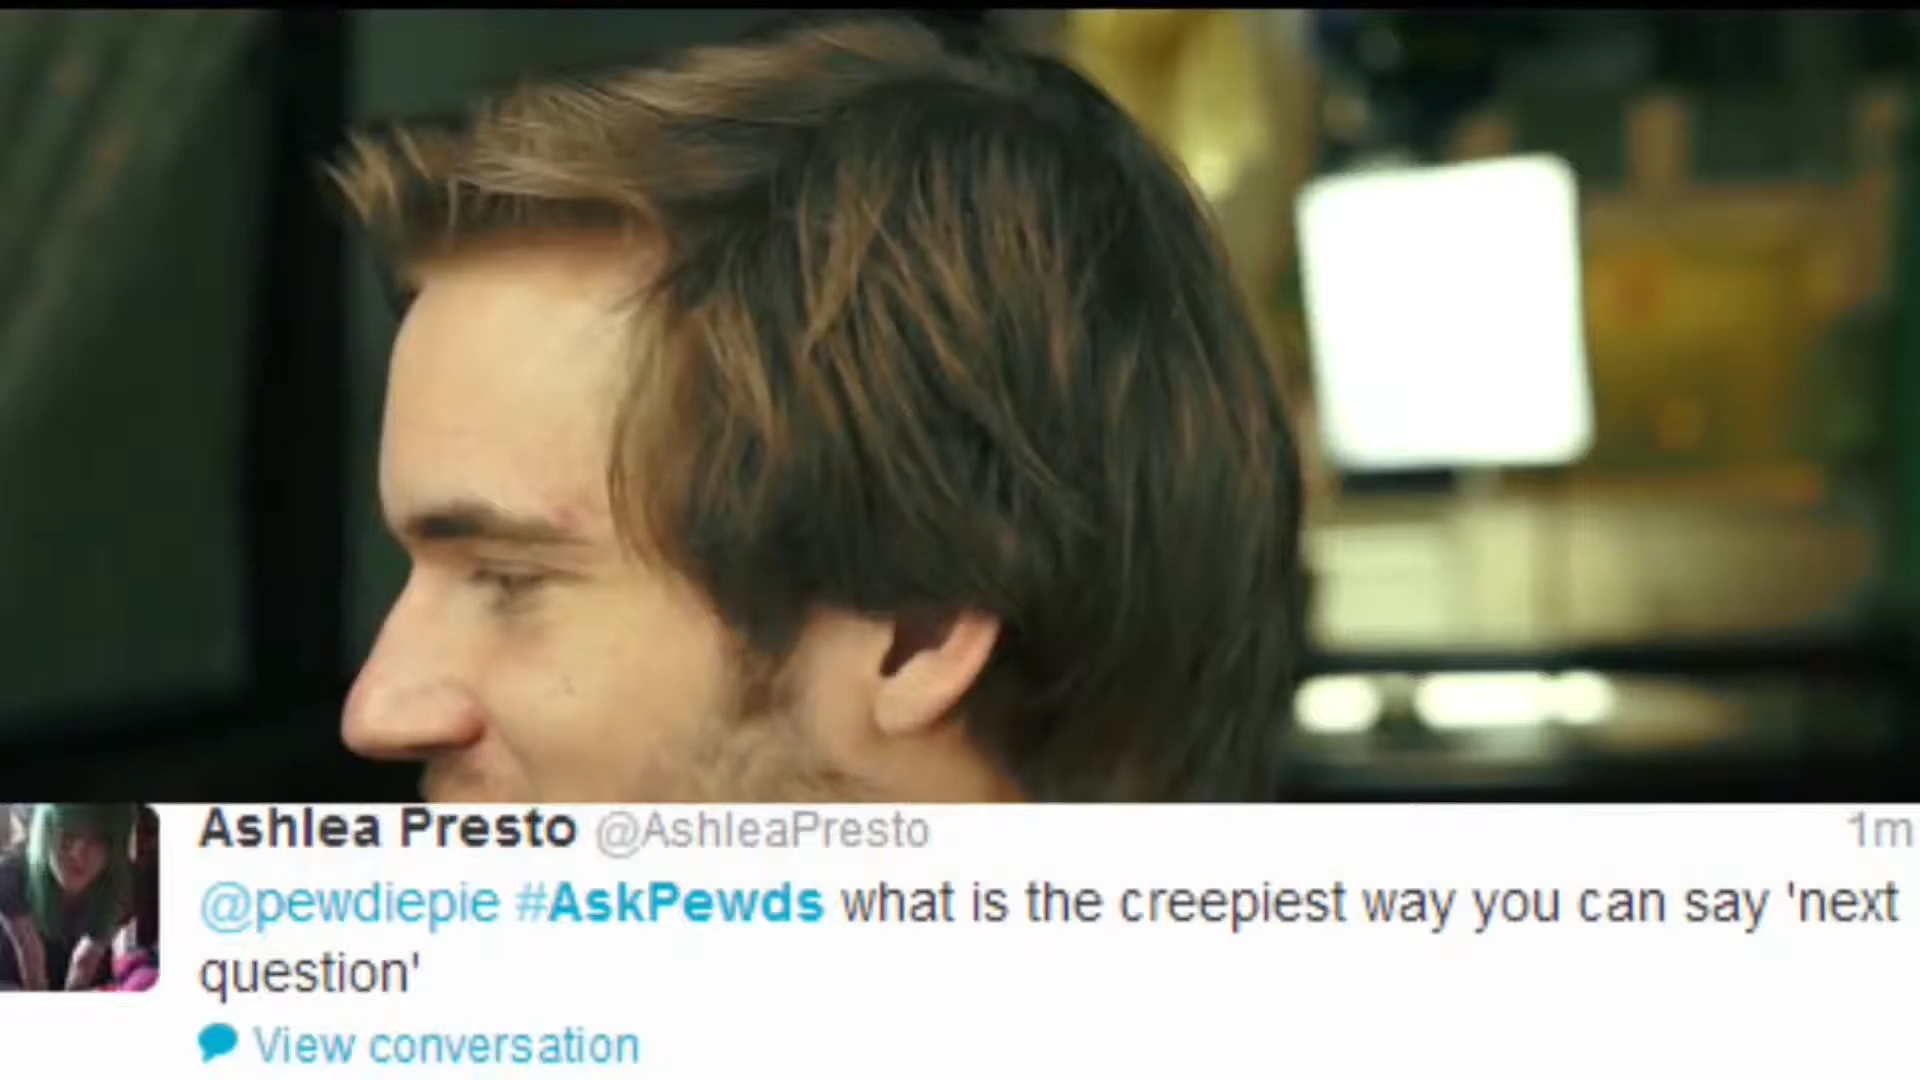 Ashlea Presto @AshleaPresto 1m
@pewdiepie #AskPewds what is the creepiest way you can say 'next
question'
View conversation